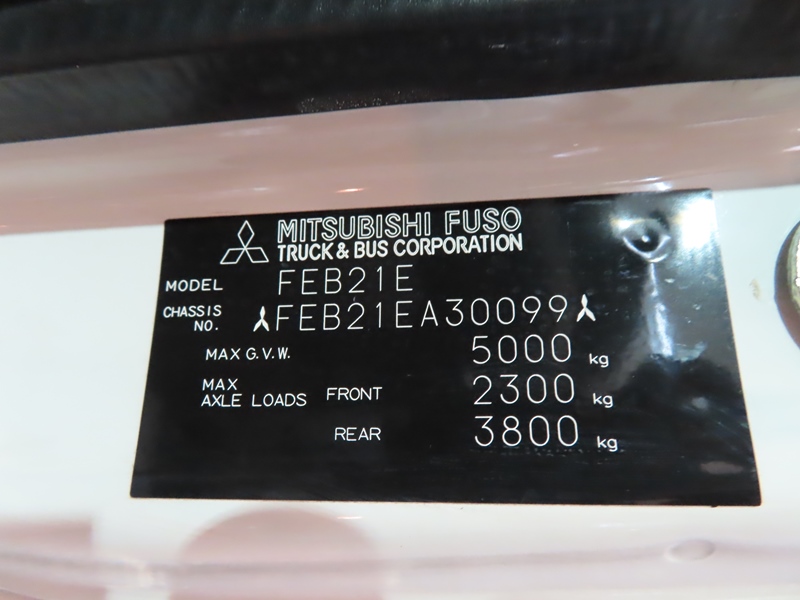 MITSUBISHI FUSO
TRUCK & BUS CORPORATION
MODEL FEB21E
CHASSIS NO. FEB21EA30099
MAX G.V.W. 5000 kg
MAX AXLE LOADS FRONT 2300 kg
REAR 3800 kg